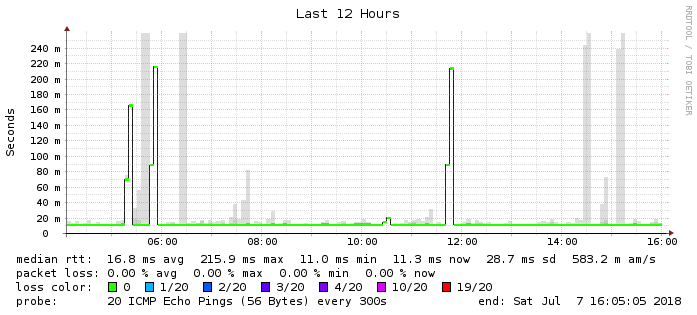 Last 12 Hours
RRDTOOL / TOBI OETIKER
Seconds
240 m
220 m
200 m
180 m
160 m
140 m
120 m
100 m
80 m
60 m
40 m
20 m
0
06:00 08:00 10:00 12:00 14:00 16:00
median rtt: 16.8 ms avg 215.9 ms max 11.0 ms min 11.3 ms now 28.7 ms sd 583.2 m am/s
packet loss: 0.00 % avg 0.00 % max 0.00 % min 0.00 % now
loss color: 0 1/20 2/20 3/20 4/20 10/20 19/20
probe: 20 ICMP Echo Pings (56 Bytes) every 300s end: Sat Jul 7 16:05:05 2018